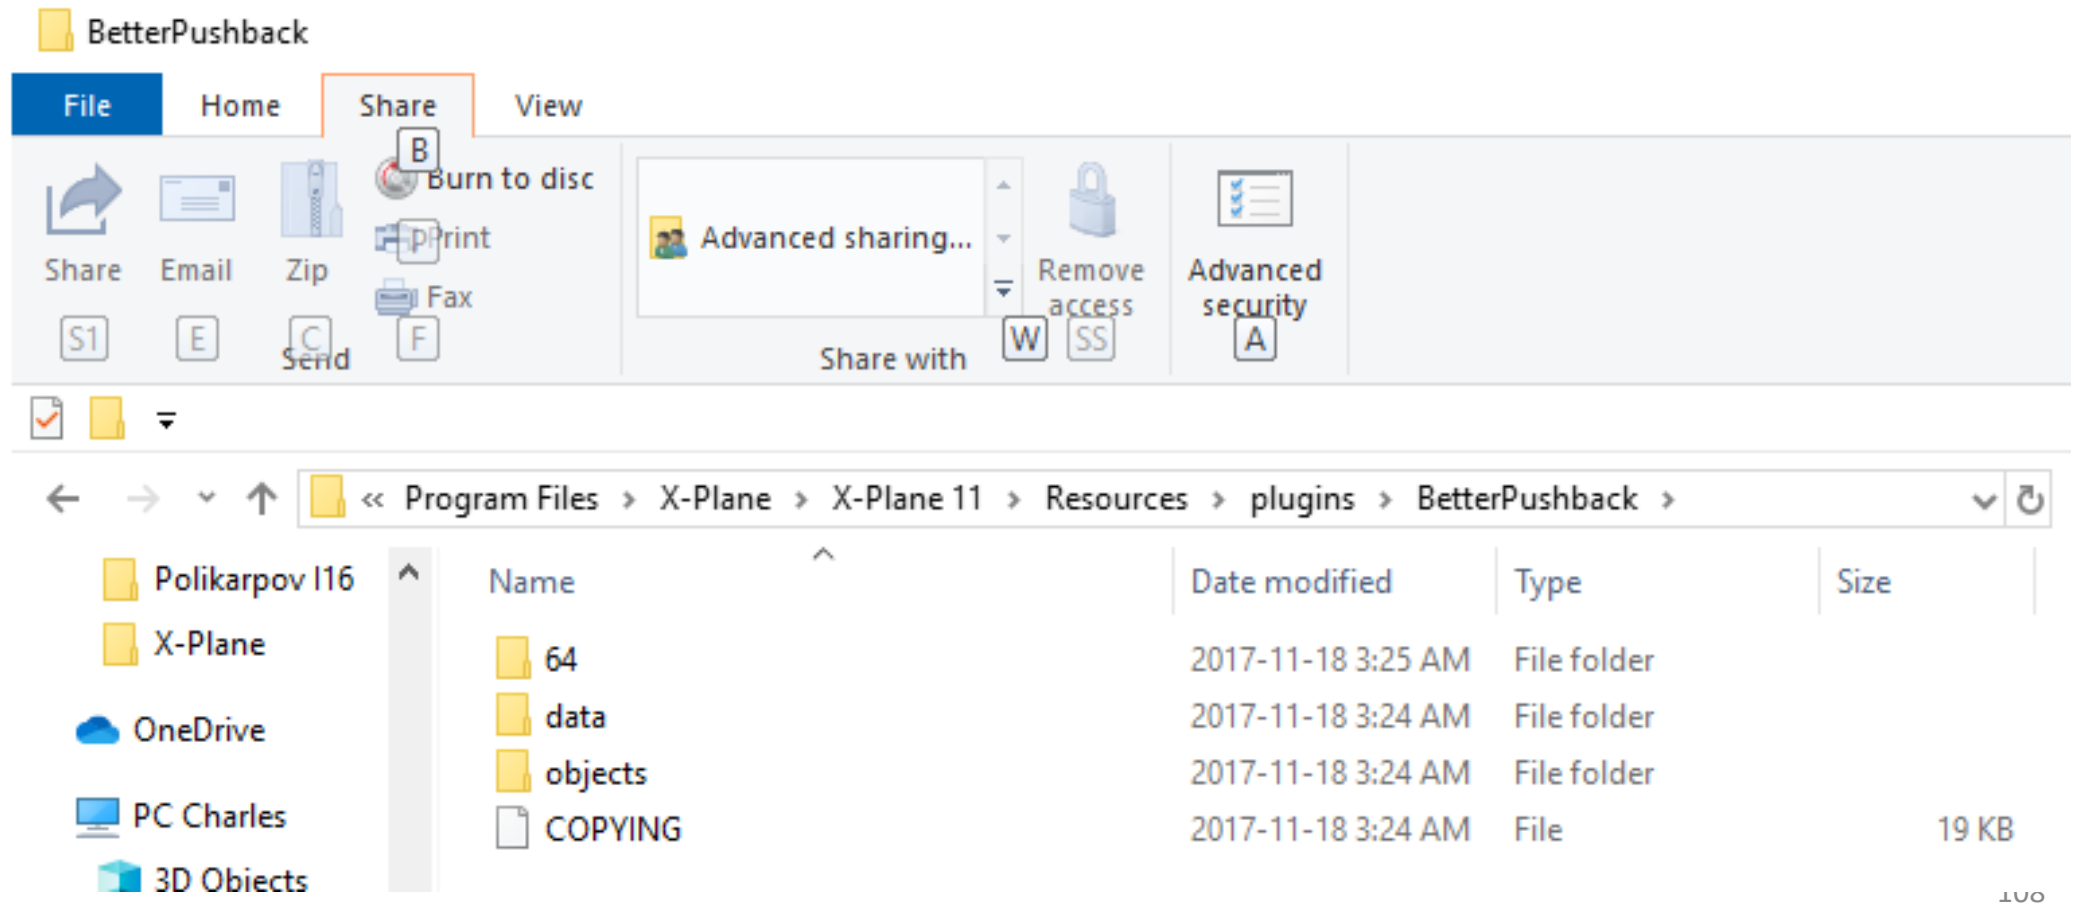 BetterPushback
File Home Share View
B
Burn to disc
P Print
Advanced sharing...
Share Email Zip Fax Remove access Advanced security
S1 E C F W SS A
Send Share with
« Program Files > X-Plane > X-Plane 11 > Resources > plugins > BetterPushback >
Polikarpov I16
X-Plane
OneDrive
PC Charles
3D Objects
Name Date modified Type Size
64 2017-11-18 3:25 AM File folder
data 2017-11-18 3:24 AM File folder
objects 2017-11-18 3:24 AM File folder
COPYING 2017-11-18 3:24 AM File 19 KB
108